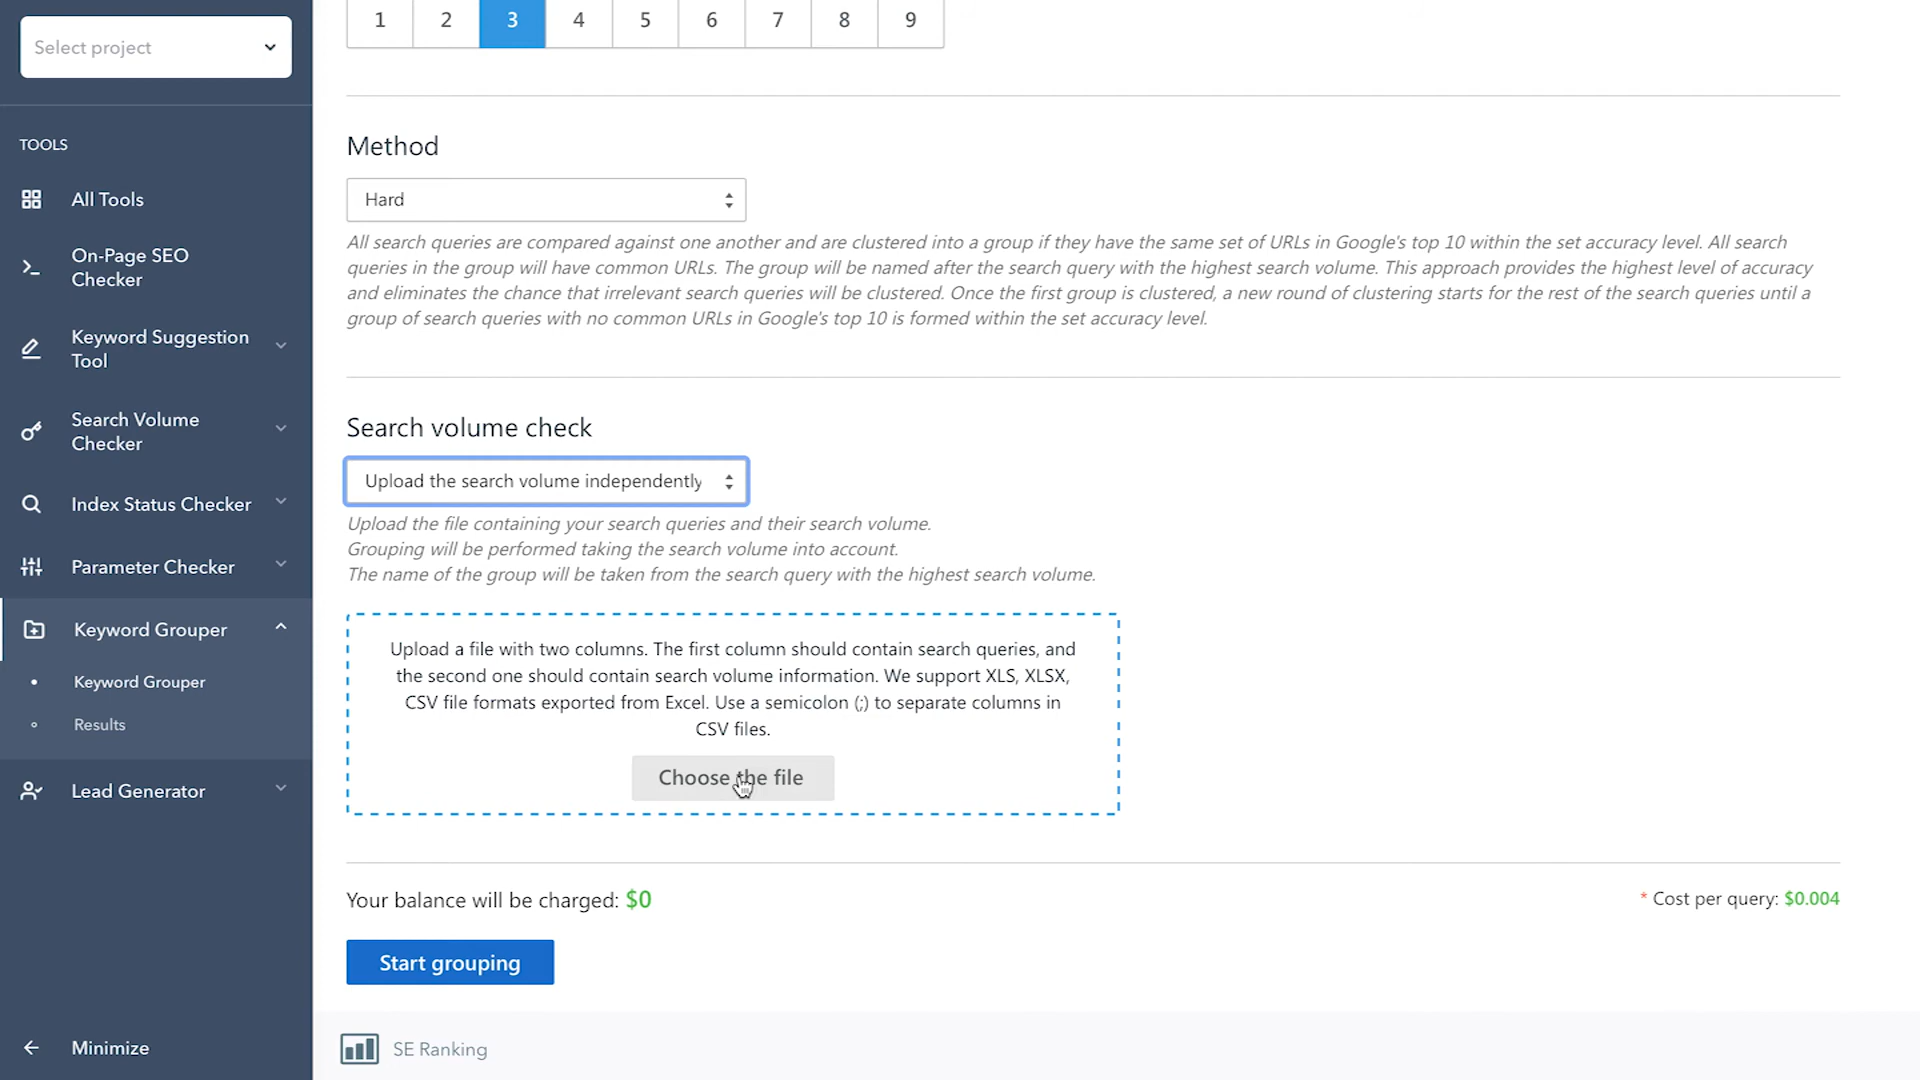 Select project
TOOLS
All Tools
On-Page SEO
Checker
Keyword Suggestion
Tool
Search Volume
Checker
Index Status Checker
Parameter Checker
Keyword Grouper
Keyword Grouper
Results
Lead Generator
Minimize
1 2 3 4 5 6 7 8 9
Method
Hard
All search queries are compared against one another and are clustered into a group if they have the same set of URLs in Google's top 10 within the set accuracy level. All search
queries in the group will have common URLs. The group will be named after the search query with the highest search volume. This approach provides the highest level of accuracy
and eliminates the chance that irrelevant search queries will be clustered. Once the first group is clustered, a new round of clustering starts for the rest of the search queries until a
group of search queries with no common URLs in Google's top 10 is formed within the set accuracy level.
Search volume check
Upload the search volume independently
Upload the file containing your search queries and their search volume.
Grouping will be performed taking the search volume into account.
The name of the group will be taken from the search query with the highest search volume.
Upload a file with two columns. The first column should contain search queries, and
the second one should contain search volume information. We support XLS, XLSX,
CSV file formats exported from Excel. Use a semicolon (;) to separate columns in
CSV files.
Choose the file
Your balance will be charged: $0
* Cost per query: $0.004
Start grouping
SE Ranking